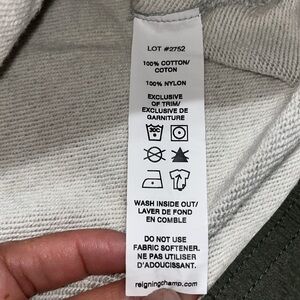 LOT #2752
100% COTTON/
COTON
100% NYLON
EXCLUSIVE
OF TRIM/
EXCLUSIVE DE
GARNITURE
WASH INSIDE OUT/
LAVER DE FOND
EN COMBLE
DO NOT USE
FABRIC SOFTENER.
NE PAS UTILISER
D'ADOUCISSANT.
reigningchamp.com